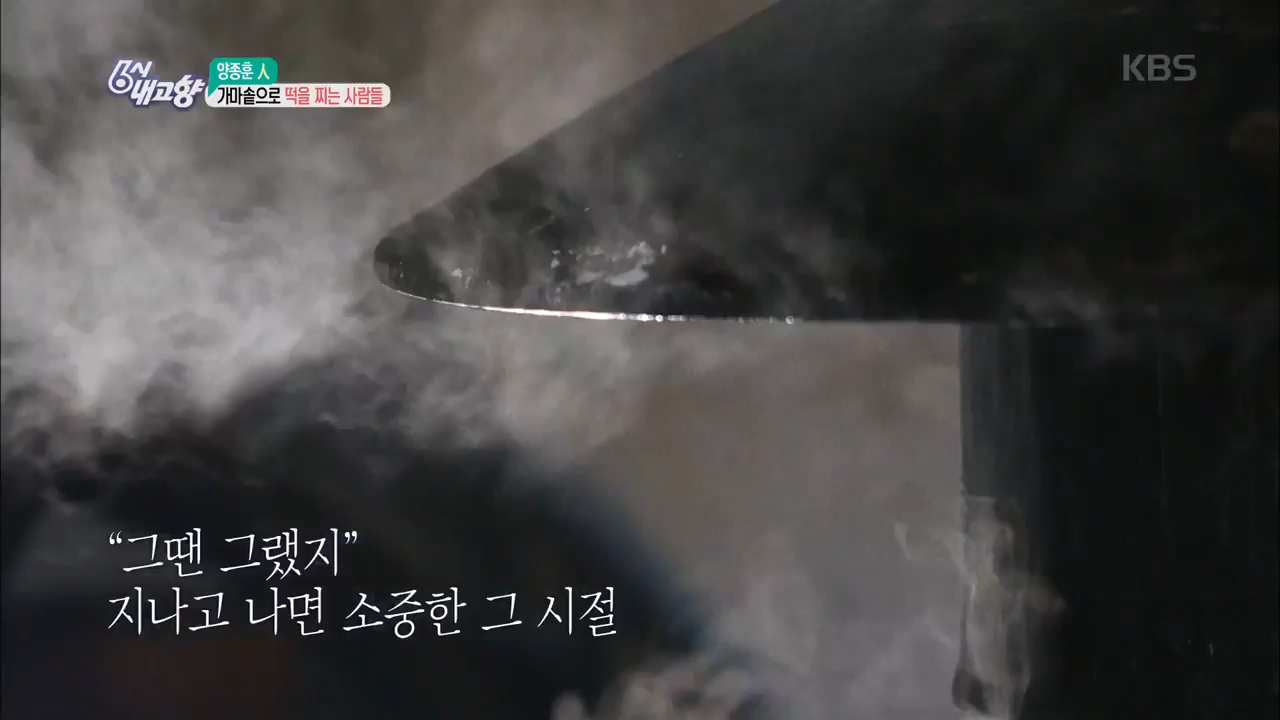 6시
내고향
양종훈 人
가마솥으로 떡을 찌는 사람들
KBS
“그땐 그랬지”
지나고 나면 소중한 그 시절